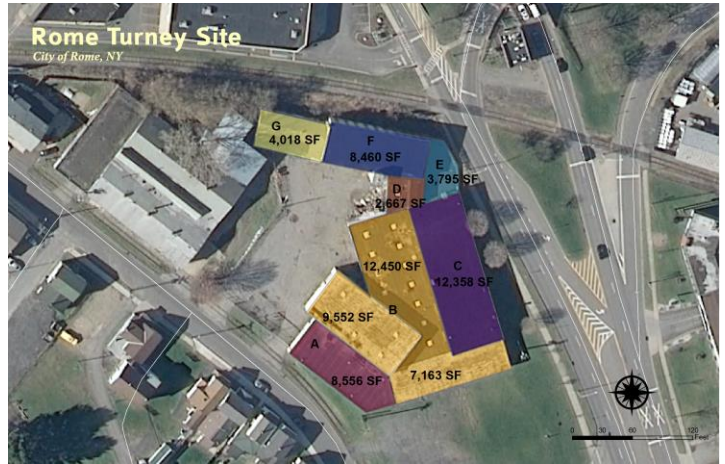 Rome Turney Site
City of Rome, NY
G
4,018 SF
F
8,460 SF
E
3,795 SF
D
2,667 SF
12,450 SF
C
12,358 SF
B
9,552 SF
A
8,556 SF
7,163 SF
0 30 60 120
Feet